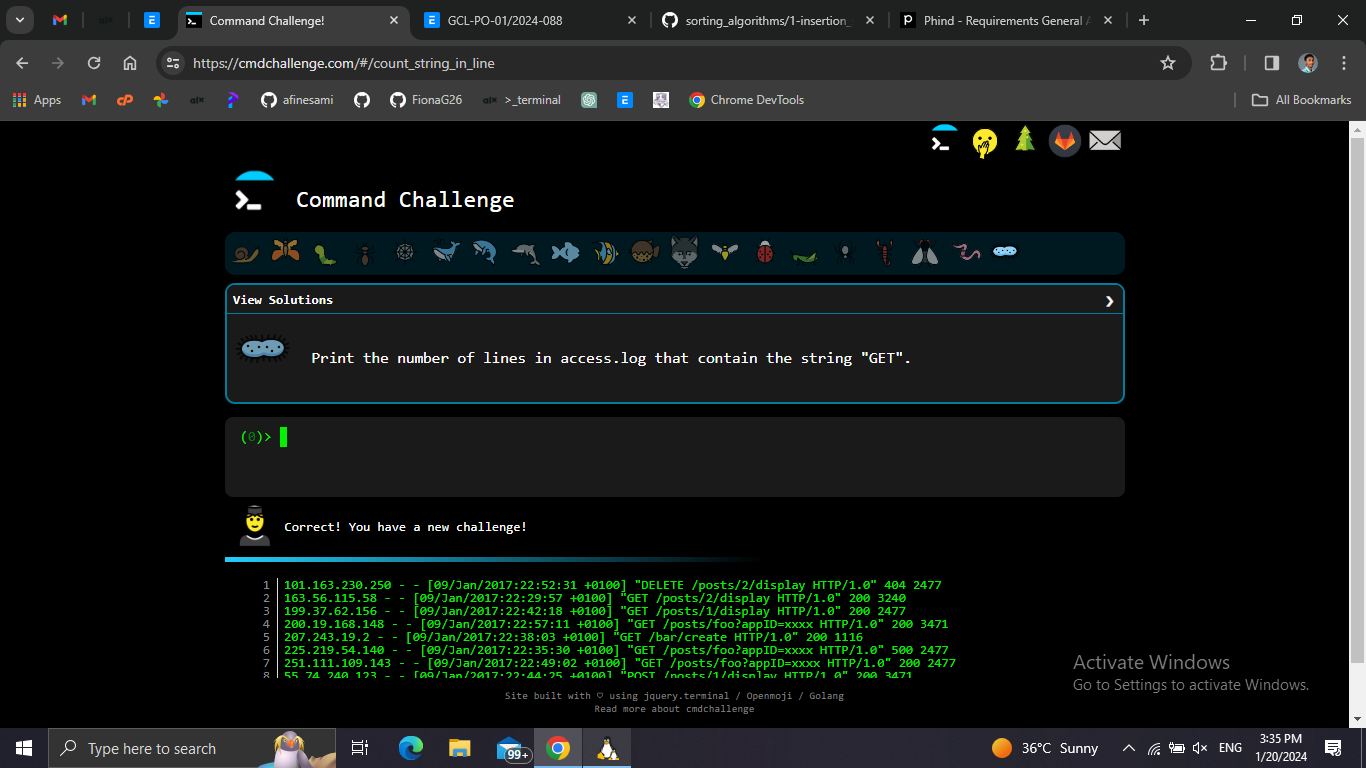 Command Challenge!
GCL-PO-01/2024-088
sorting_algorithms/1-insertion_
Phind - Requirements General
https://cmdchallenge.com/#/count_string_in_line
Apps
afinesami
FionaG26
>_terminal
Chrome DevTools
All Bookmarks
Command Challenge
View Solutions
Print the number of lines in access.log that contain the string "GET".
(0)>
Correct! You have a new challenge!
1 101.163.230.250 - - [09/Jan/2017:22:52:31 +0100] "DELETE /posts/2/display HTTP/1.0" 404 2477
2 163.56.115.58 - - [09/Jan/2017:22:29:57 +0100] "GET /posts/2/display HTTP/1.0" 200 3240
3 199.37.62.156 - - [09/Jan/2017:22:42:18 +0100] "GET /posts/1/display HTTP/1.0" 200 2477
4 200.19.168.148 - - [09/Jan/2017:22:57:11 +0100] "GET /posts/foo?appID=xxxx HTTP/1.0" 200 3471
5 207.243.19.2 - - [09/Jan/2017:22:38:03 +0100] "GET /bar/create HTTP/1.0" 200 1116
6 225.219.54.140 - - [09/Jan/2017:22:35:30 +0100] "GET /posts/foo?appID=xxxx HTTP/1.0" 500 2477
7 251.111.109.143 - - [09/Jan/2017:22:49:02 +0100] "GET /posts/foo?appID=xxxx HTTP/1.0" 200 2477
8 55.74.240.123 - - [09/Jan/2017:22:44:25 +0100] "POST /posts/1/display HTTP/1.0" 200 3471
Activate Windows
Go to Settings to activate Windows.
Site built with ♡ using jquery.terminal / Openmoji / Golang
Read more about cmdchallenge
Type here to search
99+
36°C Sunny
ENG
3:35 PM
1/20/2024